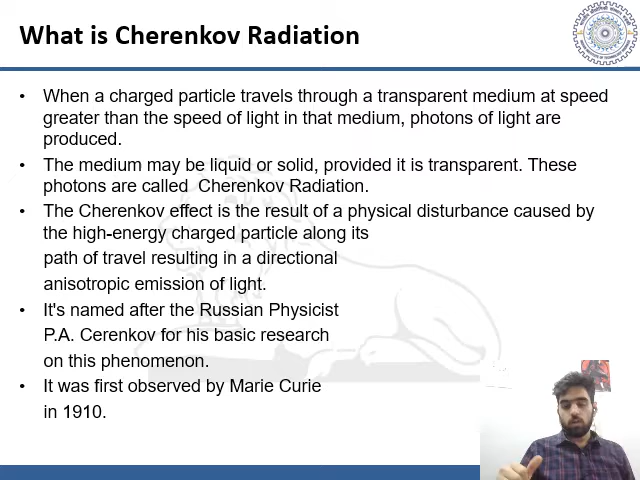 What is Cherenkov Radiation
• When a charged particle travels through a transparent medium at speed
greater than the speed of light in that medium, photons of light are
produced.
• The medium may be liquid or solid, provided it is transparent. These
photons are called  Cherenkov Radiation.
• The Cherenkov effect is the result of a physical disturbance caused by
the high-energy charged particle along its
path of travel resulting in a directional
anisotropic emission of light.
• It's named after the Russian Physicist
P.A. Cerenkov for his basic research
on this phenomenon.
• It was first observed by Marie Curie
in 1910.